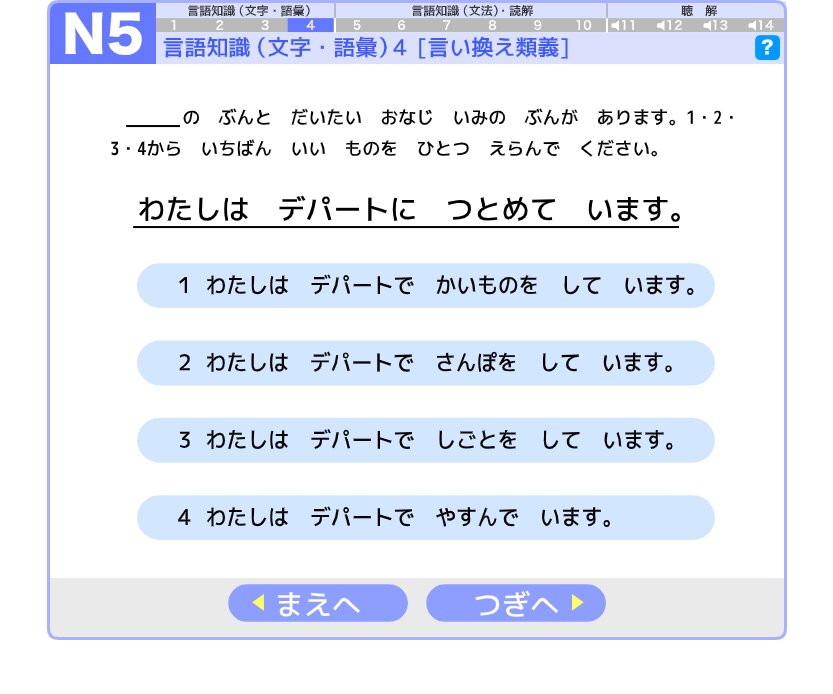 N5
言語知識（文字・語彙） 言語知識（文法）・読解 聴 解
1 2 3 4 5 6 7 8 9 10 11 12 13 14
言語知識（文字・語彙）4 [言い換え類義]
?
＿＿＿の ぶんと だいたい おなじ いみの ぶんが あります。1・2・
3・4から いちばん いい ものを ひとつ えらんで ください。
わたしは デパートに つとめて います。
1 わたしは デパートで かいものを して います。
2 わたしは デパートで さんぽを して います。
3 わたしは デパートで しごとを して います。
4 わたしは デパートで やすんで います。
まえへ つぎへ